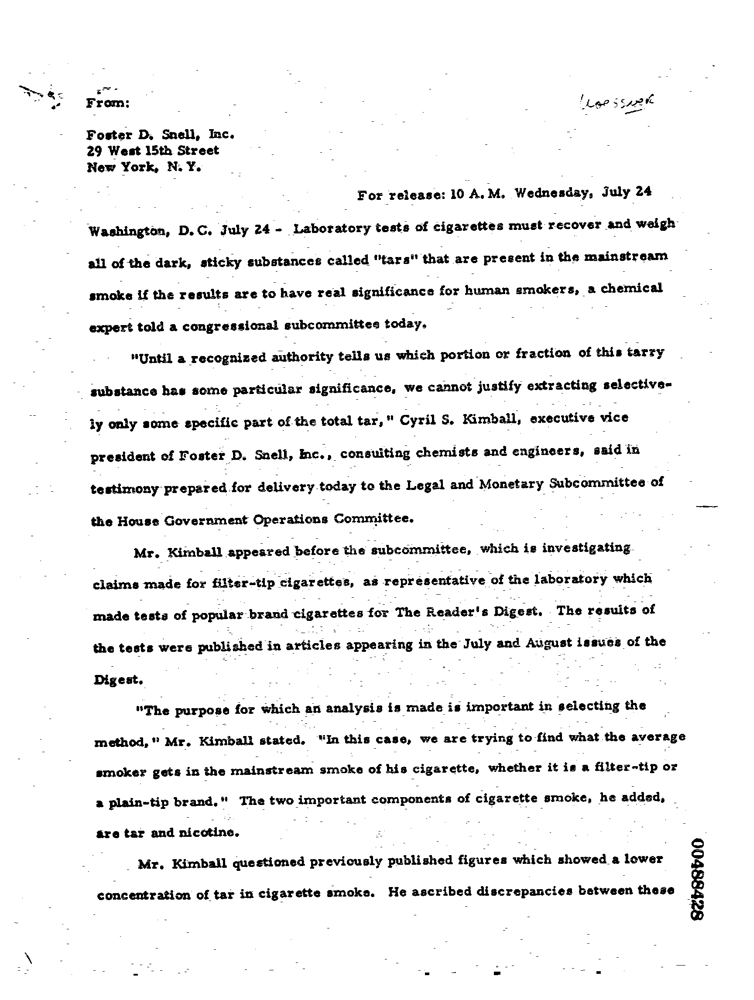 From:
Foster D. Snell, Inc.
29 West 15th Street
New York, N. Y.
For release: 10 A.M. Wednesday, July 24
Washington, D. C. July 24 - Laboratory tests of cigarettes must recover and weigh
all of the dark, sticky substances called "tars" that are present in the mainstream
smoke if the results are to have real significance for human smokers, a chemical
expert told a congressional subcommittee today.
"Until a recognized authority tells us which portion or fraction of this tarry
substance has some particular significance, we cannot justify extracting selective-
ly only some specific part of the total tar," Cyril S. Kimball, executive vice
president of Foster D. Snell, Inc., consulting chemists and engineers, said in
testimony prepared for delivery today to the Legal and Monetary Subcommittee of
the House Government Operations Committee.
Mr. Kimball appeared before the subcommittee, which is investigating
claims made for filter-tip cigarettes, as representative of the laboratory which
made tests of popular brand cigarettes for The Reader's Digest. The results of
the tests were published in articles appearing in the July and August issues of the
Digest.
"The purpose for which an analysis is made is important in selecting the
method," Mr. Kimball stated. "In this case, we are trying to find what the average
smoker gets in the mainstream smoke of his cigarette, whether it is a filter-tip or
a plain-tip brand." The two important components of cigarette smoke, he added,
are tar and nicotine.
Mr. Kimball questioned previously published figures which showed a lower
concentration of tar in cigarette smoke. He ascribed discrepancies between these
00488428